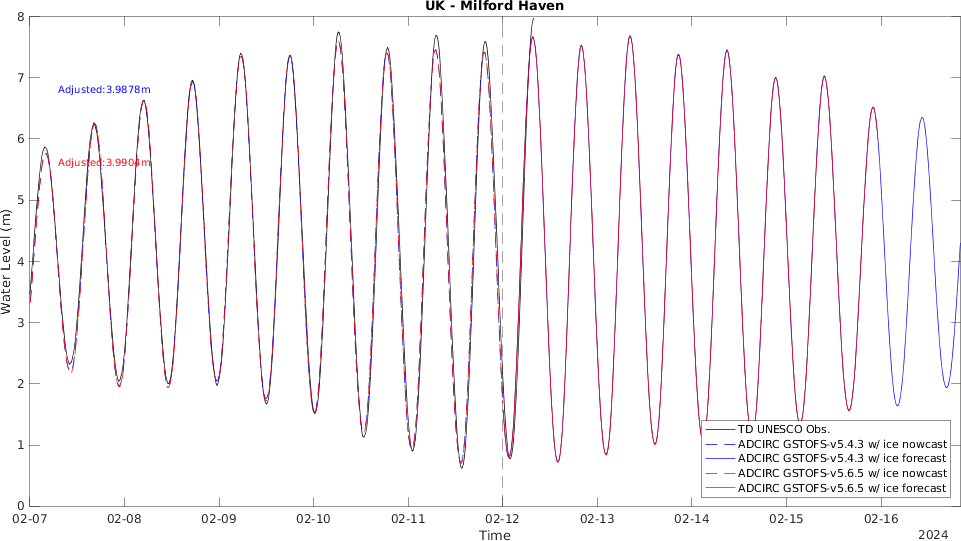 UK - Milford Haven
8
7
6
5
4
3
2
1
0
Water Level (m)
Adjusted:3.9878m
Adjusted:3.9904m
TD UNESCO Obs.
ADCIRC GSTOFS-v5.4.3 w/ ice nowcast
ADCIRC GSTOFS-v5.4.3 w/ ice forecast
ADCIRC GSTOFS-v5.6.5 w/ ice nowcast
ADCIRC GSTOFS-v5.6.5 w/ ice forecast
02-07 02-08 02-09 02-10 02-11 02-12 02-13 02-14 02-15 02-16
Time
2024